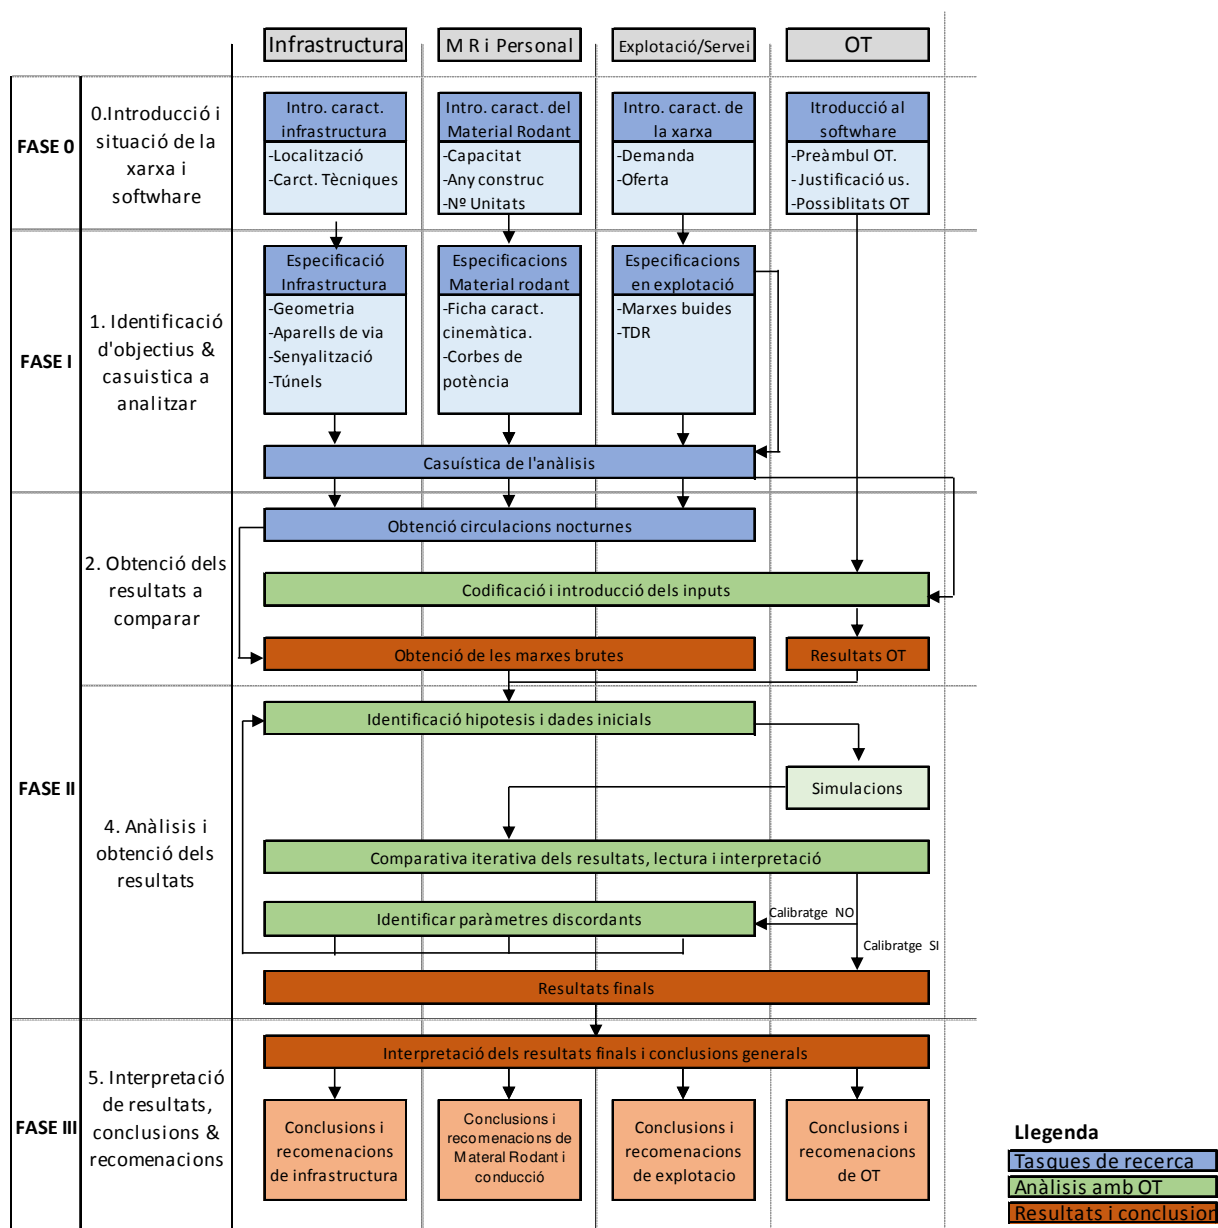 Infrastructura
M R i Personal
Explotació/Servei
OT
FASE 0
0.Introducció i
situació de la
xarxa i
softwhare
Intro. caract.
infrastructura
-Localització
-Carct. Tècniques
Intro. caract. del
Material Rodant
-Capacitat
-Any construc
-Nº Unitats
Intro. caract. de
la xarxa
-Demanda
-Oferta
Itroducció al
softwhare
-Preàmbul OT.
-Justificació us.
-Possiblitats OT
FASE I
1. Identificació
d'objectius &
casuistica a
analitzar
Especificació
Infrastructura
-Geometria
-Aparells de via
-Senyalització
-Túnels
Especificacions
Material rodant
-Ficha caract.
cinemàtica.
-Corbes de
potència
Especificacions
en explotació
-Marxes buides
-TDR
Casuística de l'anàlisis
FASE II
2. Obtenció dels
resultats a
comparar
Obtenció circulacions nocturnes
Codificació i introducció dels inputs
Obtenció de les marxes brutes
Resultats OT
4. Anàlisis i
obtenció dels
resultats
Identificació hipotesis i dades inicials
Simulacions
Comparativa iterativa dels resultats, lectura i interpretació
Identificar paràmetres discordants
Calibratge NO
Calibratge SI
Resultats finals
FASE III
5. Interpretació
de resultats,
conclusions &
recomenacions
Interpretació dels resultats finals i conclusions generals
Conclusions i
recomenacions
de infrastructura
Conclusions i
recomenacions de
Materal Rodant i
conducció
Conclusions i
recomenacions
de explotacio
Conclusions i
recomenacions
de OT
Llegenda
Tasques de recerca
Anàlisis amb OT
Resultats i conclusion